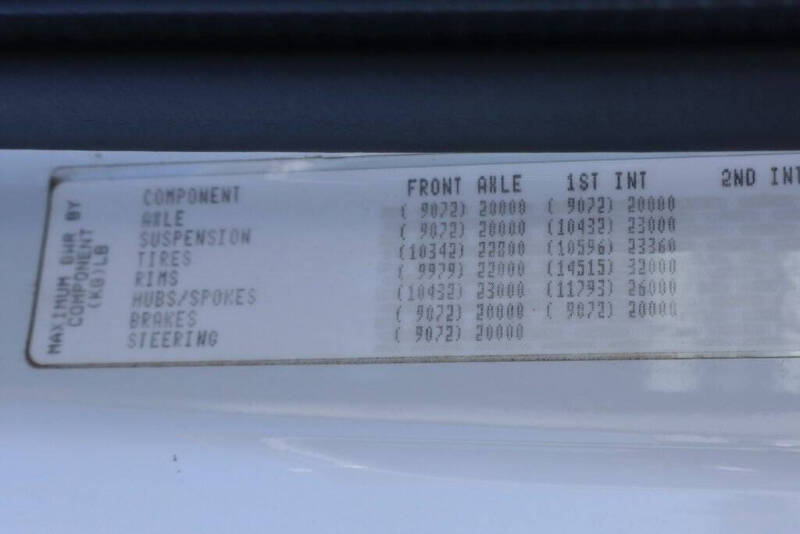 MAXIMUM GWR BY
COMPONENT
(KG)LB
COMPONENT FRONT AXLE 1ST INT 2ND INT
AXLE ( 9072) 20000 ( 9072) 20000
SUSPENSION ( 9072) 20000 (10432) 23000
TIRES (10342) 22800 (10596) 23360
RIMS ( 9979) 22000 (14515) 32000
HUBS/SPOKES (10432) 23000 (11793) 26000
BRAKES ( 9072) 20000 ( 9072) 20000
STEERING ( 9072) 20000